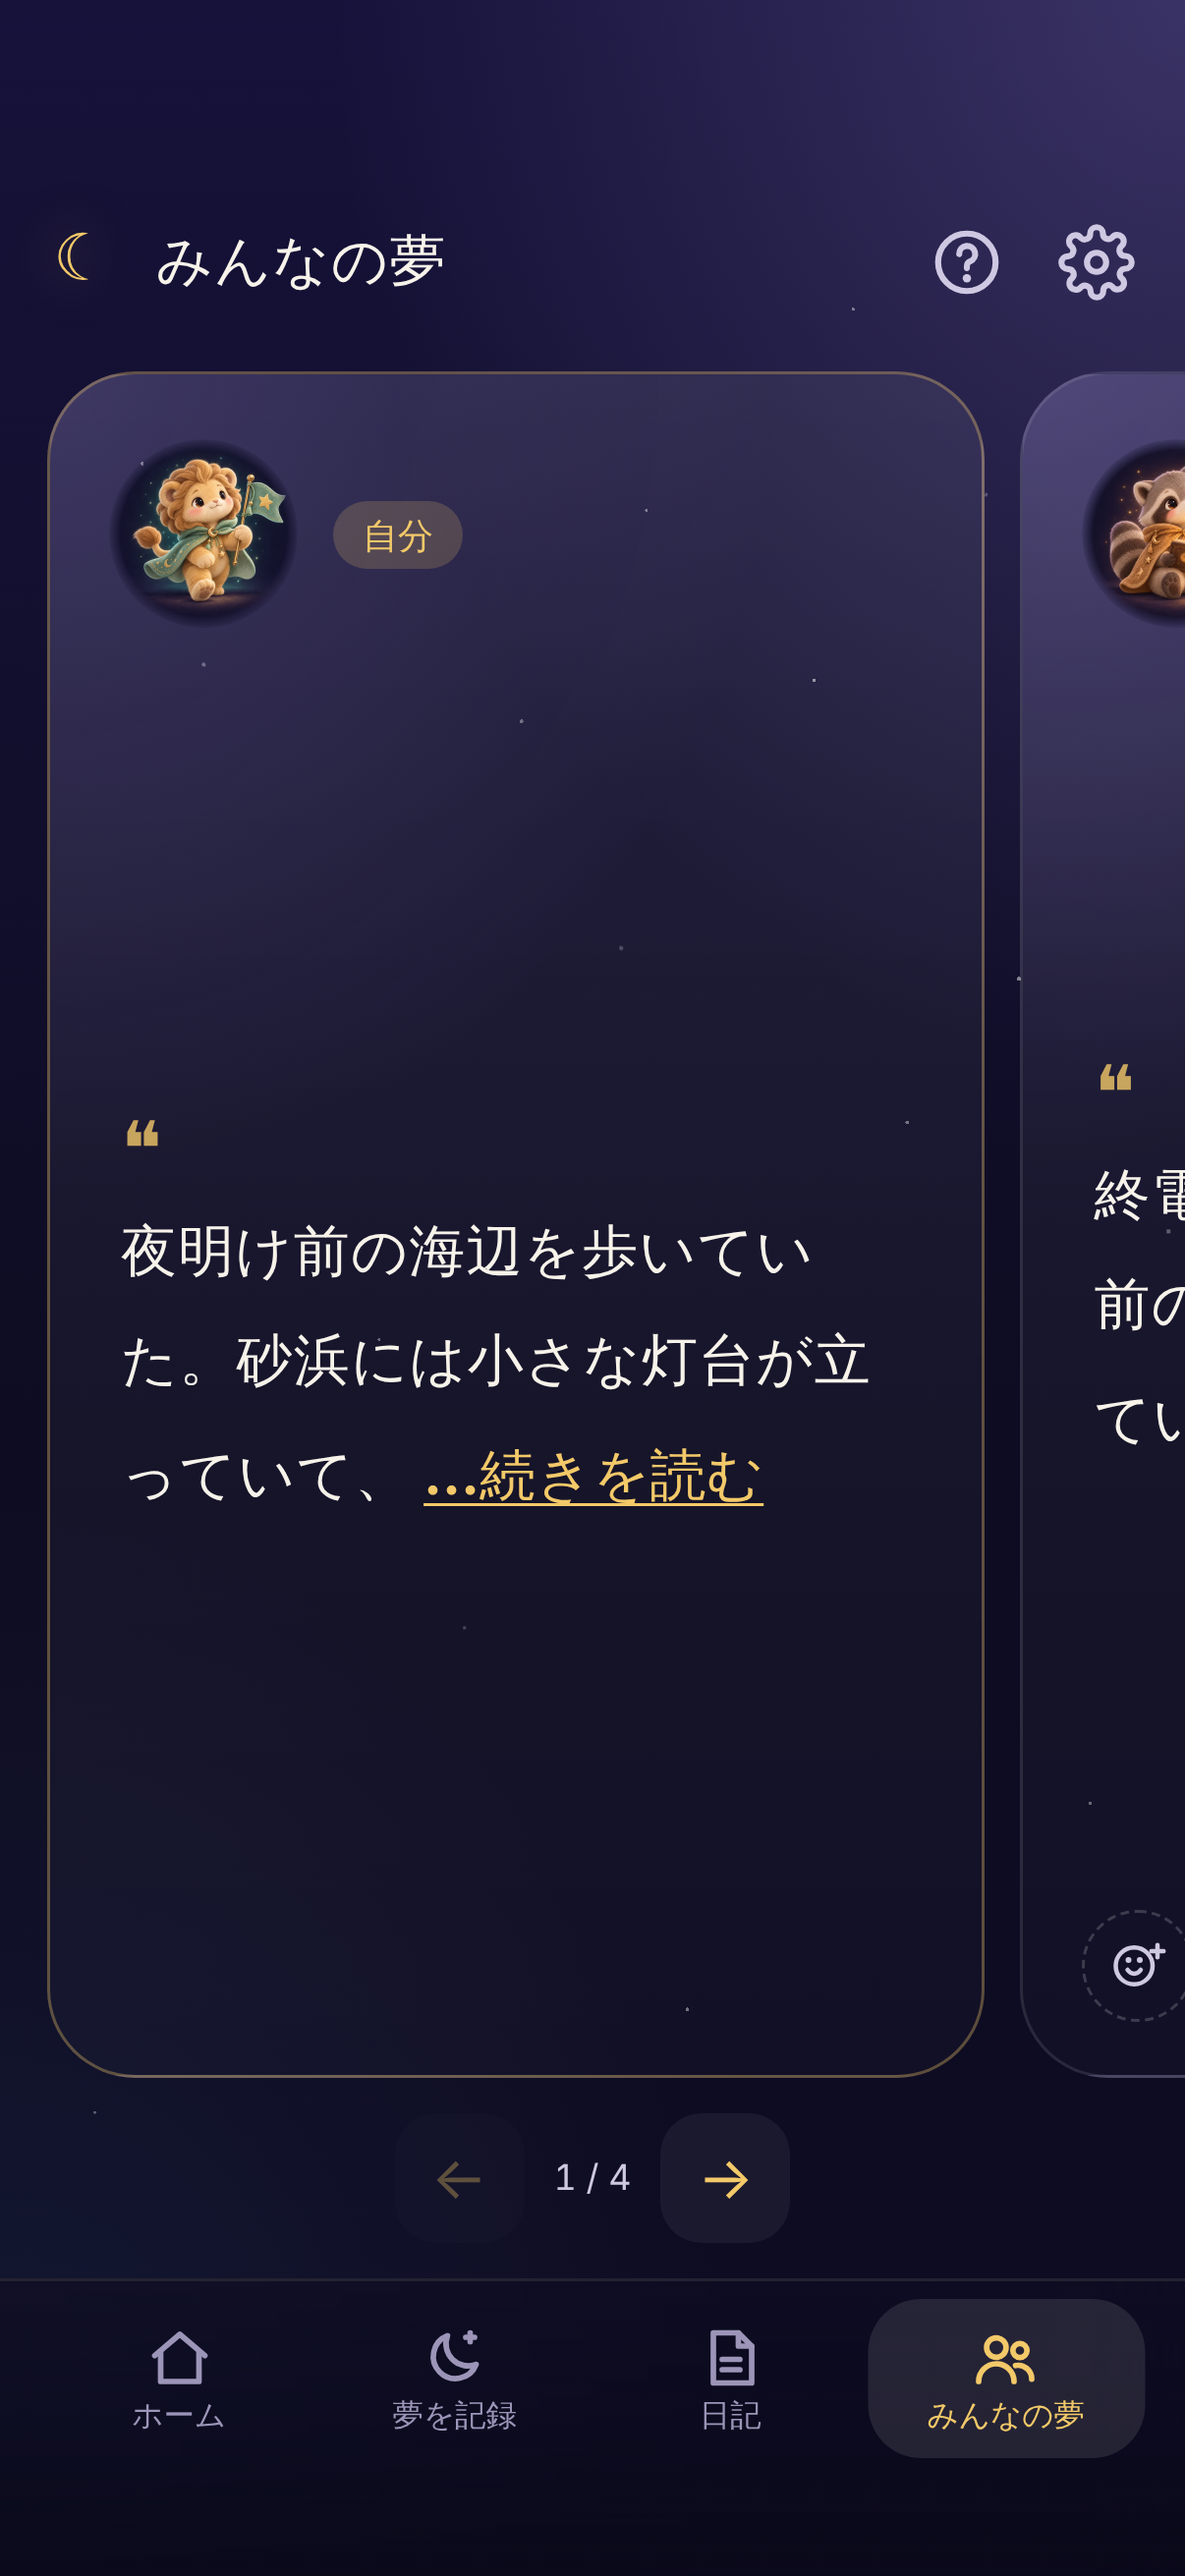 みんなの夢
自分
❝
夜明け前の海辺を歩いてい
た。砂浜には小さな灯台が立
っていて、 …続きを読む
❝
終電
前の
てい
1 / 4
ホーム
夢を記録
日記
みんなの夢